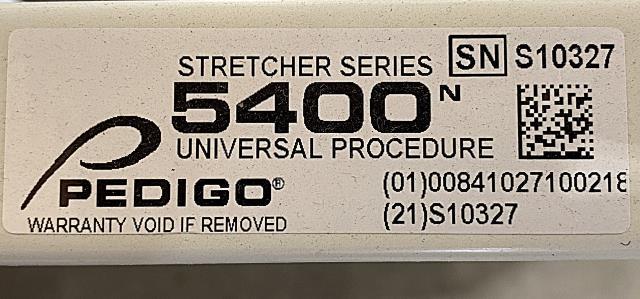 STRETCHER SERIES
SN S10327
5400N
UNIVERSAL PROCEDURE
PEDIGO®
(01)00841027100218
(21)S10327
WARRANTY VOID IF REMOVED